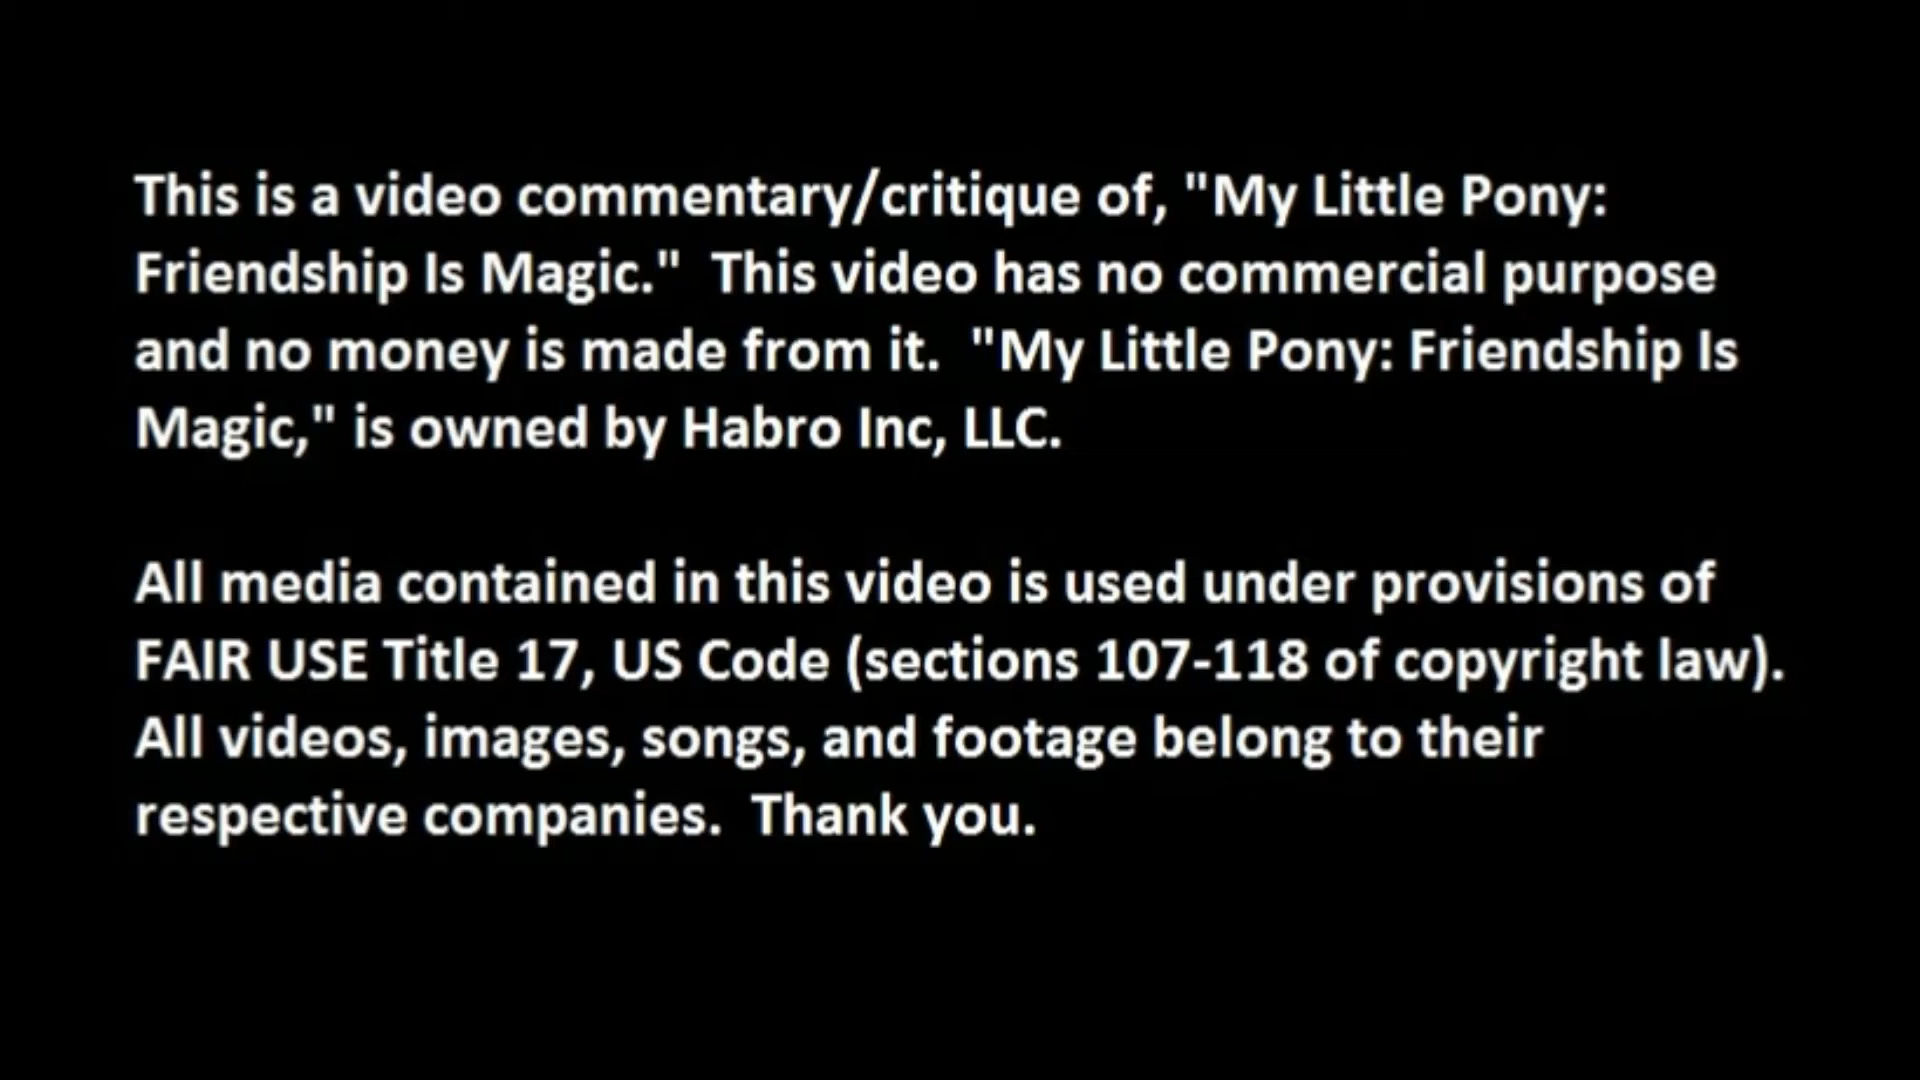 This is a video commentary/critique of, "My Little Pony:
Friendship Is Magic."  This video has no commercial purpose
and no money is made from it.  "My Little Pony: Friendship Is
Magic," is owned by Habro Inc, LLC.
All media contained in this video is used under provisions of
FAIR USE Title 17, US Code (sections 107-118 of copyright law).
All videos, images, songs, and footage belong to their
respective companies.  Thank you.